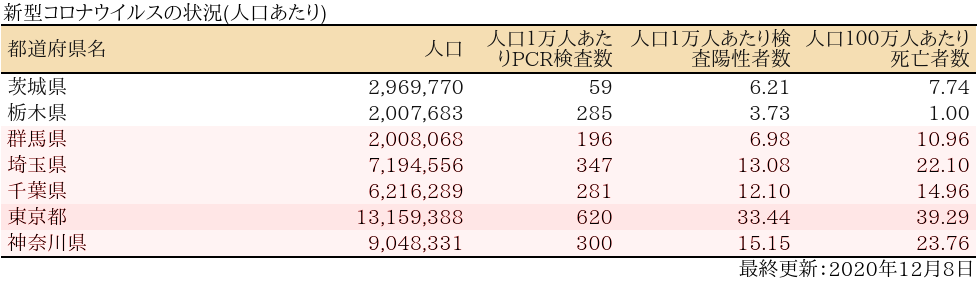 新型コロナウイルスの状況(人口あたり)
都道府県名 人口 人口1万人あたりPCR検査数 人口1万人あたり検査陽性者数 人口100万人あたり死亡者数
茨城県 2,969,770 59 6.21 7.74
栃木県 2,007,683 285 3.73 1.00
群馬県 2,008,068 196 6.98 10.96
埼玉県 7,194,556 347 13.08 22.10
千葉県 6,216,289 281 12.10 14.96
東京都 13,159,388 620 33.44 39.29
神奈川県 9,048,331 300 15.15 23.76
最終更新：2020年12月8日